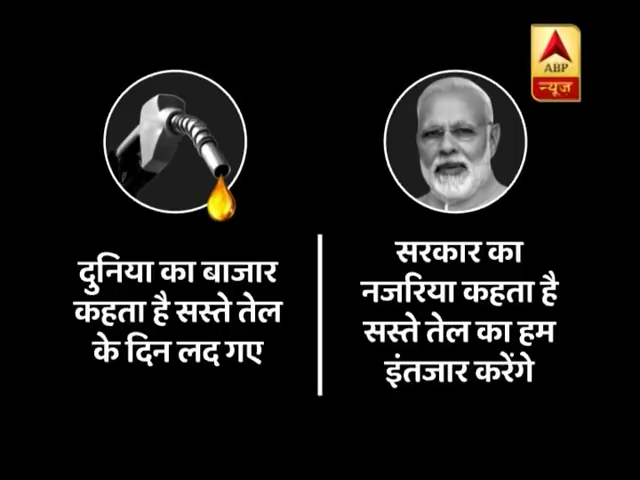 ABP
न्यूज़
दुनिया का बाजार
कहता है सस्ते तेल
के दिन लद गए
सरकार का
नजरिया कहता है
सस्ते तेल का हम
इंतजार करेंगे